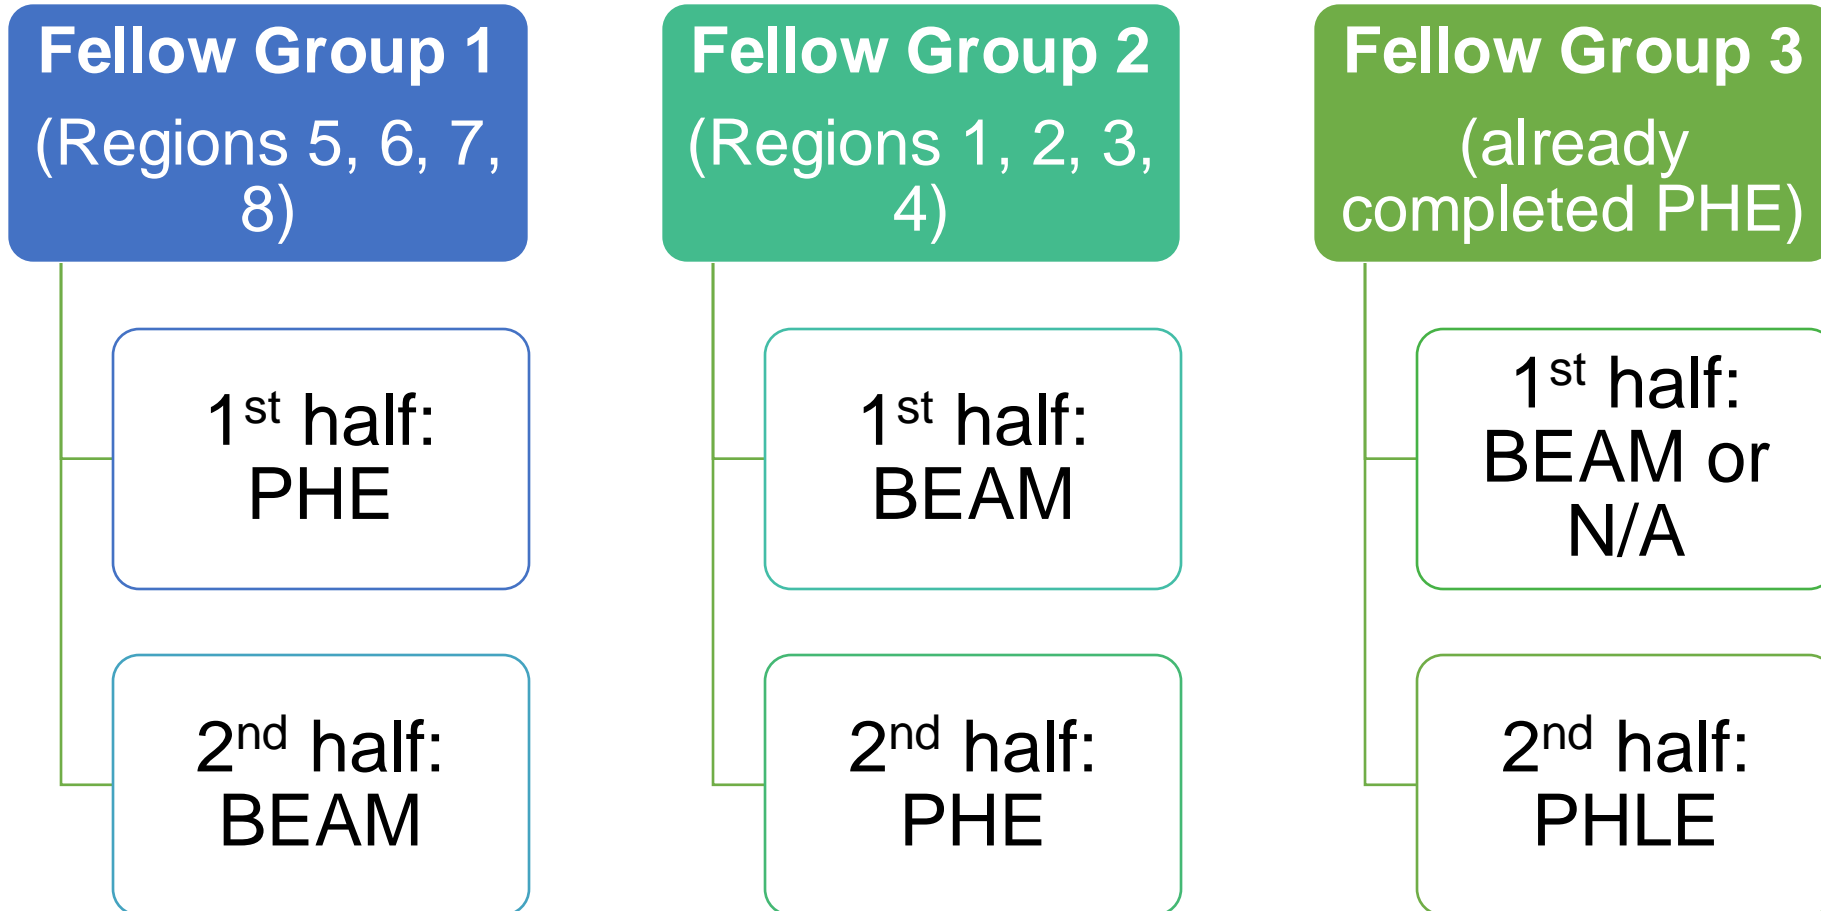 Fellow Group 1
(Regions 5, 6, 7,
8)
1st half:
PHE
2nd half:
BEAM
Fellow Group 2
(Regions 1, 2, 3,
4)
1st half:
BEAM
2nd half:
PHE
Fellow Group 3
(already
completed PHE)
1st half:
BEAM or
N/A
2nd half:
PHLE